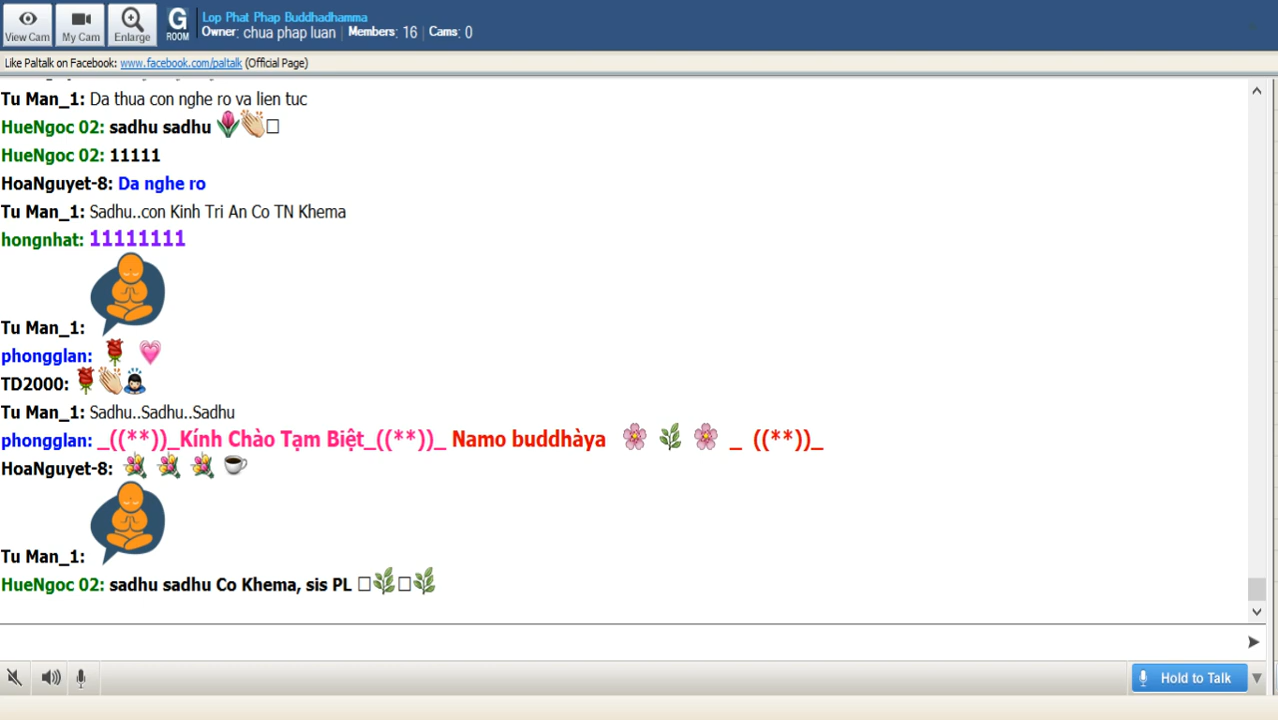 Lop Phat Phap Buddhadhamma
Owner: chua phap luan | Members: 16 | Cams: 0
View Cam
My Cam
Enlarge
G ROOM
Like Paltalk on Facebook: www.facebook.com/paltalk (Official Page)
Tu Man_1: Da thua con nghe ro va lien tuc
HueNgoc 02: sadhu sadhu
HueNgoc 02: 11111
HoaNguyet-8: Da nghe ro
Tu Man_1: Sadhu..con Kinh Tri An Co TN Khema
hongnhat: 11111111
Tu Man_1:
phongglan:
TD2000:
Tu Man_1: Sadhu..Sadhu..Sadhu
phongglan: _((**))_Kính Chào Tạm Biệt_((**))_ Namo buddhàya _ ((**))_
HoaNguyet-8:
Tu Man_1:
HueNgoc 02: sadhu sadhu Co Khema, sis PL
Hold to Talk